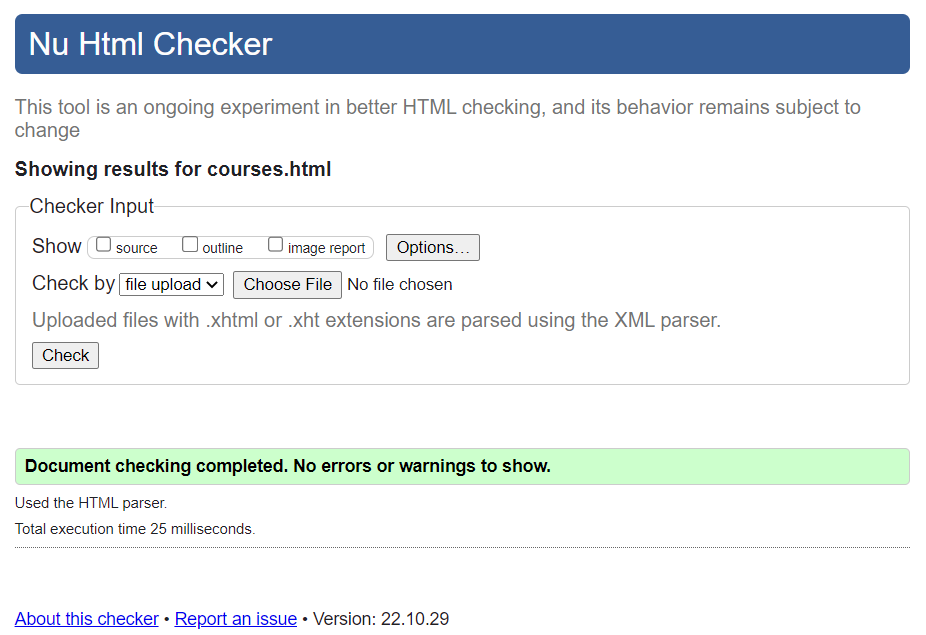 Nu Html Checker
This tool is an ongoing experiment in better HTML checking, and its behavior remains subject to
change
Showing results for courses.html
Checker Input
Show source outline image report Options...
Check by file upload Choose File No file chosen
Uploaded files with .xhtml or .xht extensions are parsed using the XML parser.
Check
Document checking completed. No errors or warnings to show.
Used the HTML parser.
Total execution time 25 milliseconds.
About this checker • Report an issue • Version: 22.10.29